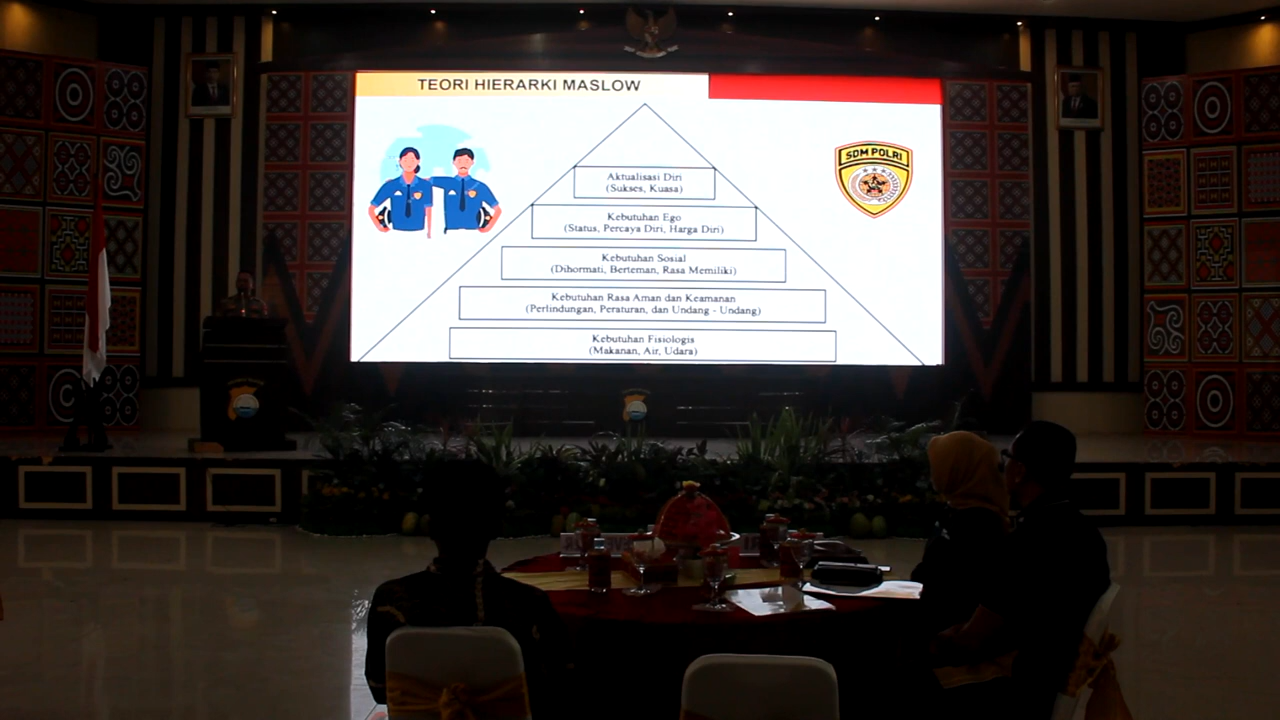 TEORI HIERARKI MASLOW
SDM POLRI
Aktualisasi Diri
(Sukses, Kuasa)
Kebutuhan Ego
(Status, Percaya Diri, Harga Diri)
Kebutuhan Sosial
(Dihormati, Berteman, Rasa Memiliki)
Kebutuhan Rasa Aman dan Keamanan
(Perlindungan, Peraturan, dan Undang - Undang)
Kebutuhan Fisiologis
(Makanan, Air, Udara)